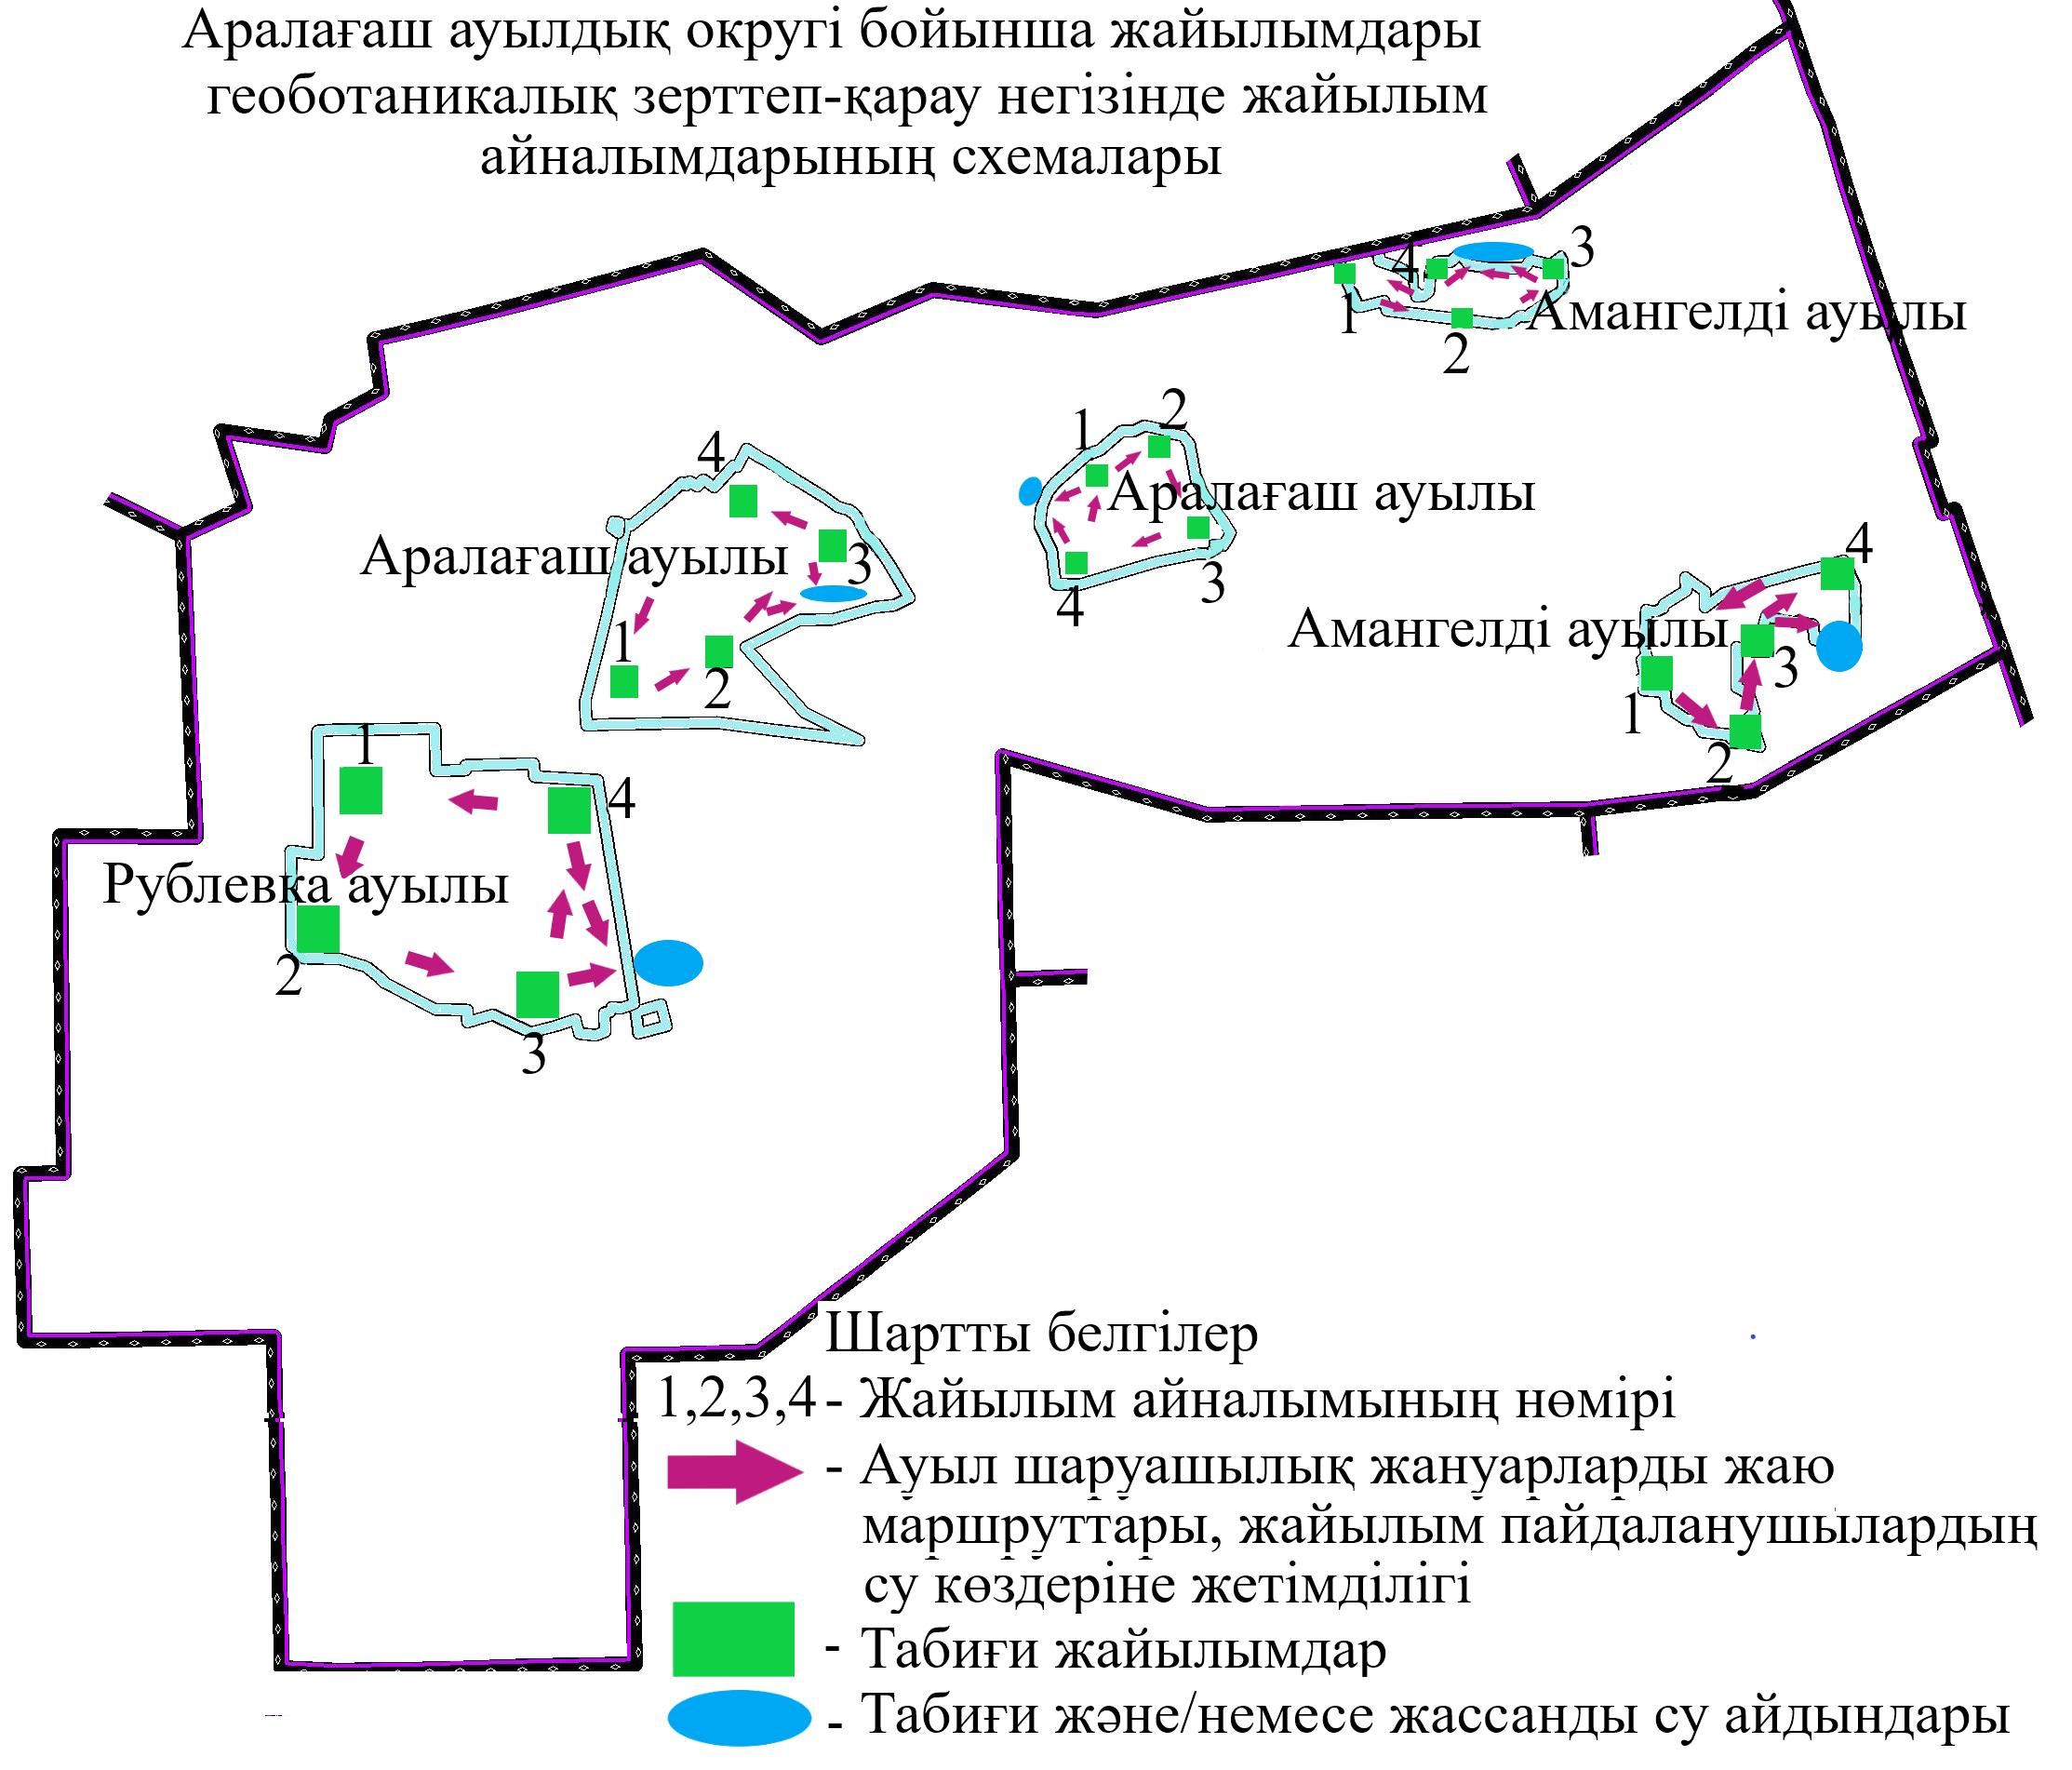 Аралағаш ауылдық округі бойынша жайылымдары
геоботаникалық зерттеп-қарау негізінде жайылым
айналымдарының схемалары
4
3
1
2
Амангелді ауылы
1
2
Аралағаш ауылы
4
3
4
Аралағаш ауылы
3
1
2
4
Амангелді ауылы
3
1
2
1
4
Рублевка ауылы
2
3
Шартты белгілер
1,2,3,4 - Жайылым айналымының нөмірі
- Ауыл шаруашылық жануарларды жаю
маршруттары, жайылым пайдаланушылардың
су көздеріне жетімділігі
- Табиғи жайылымдар
- Табиғи және/немесе жассанды су айдындары